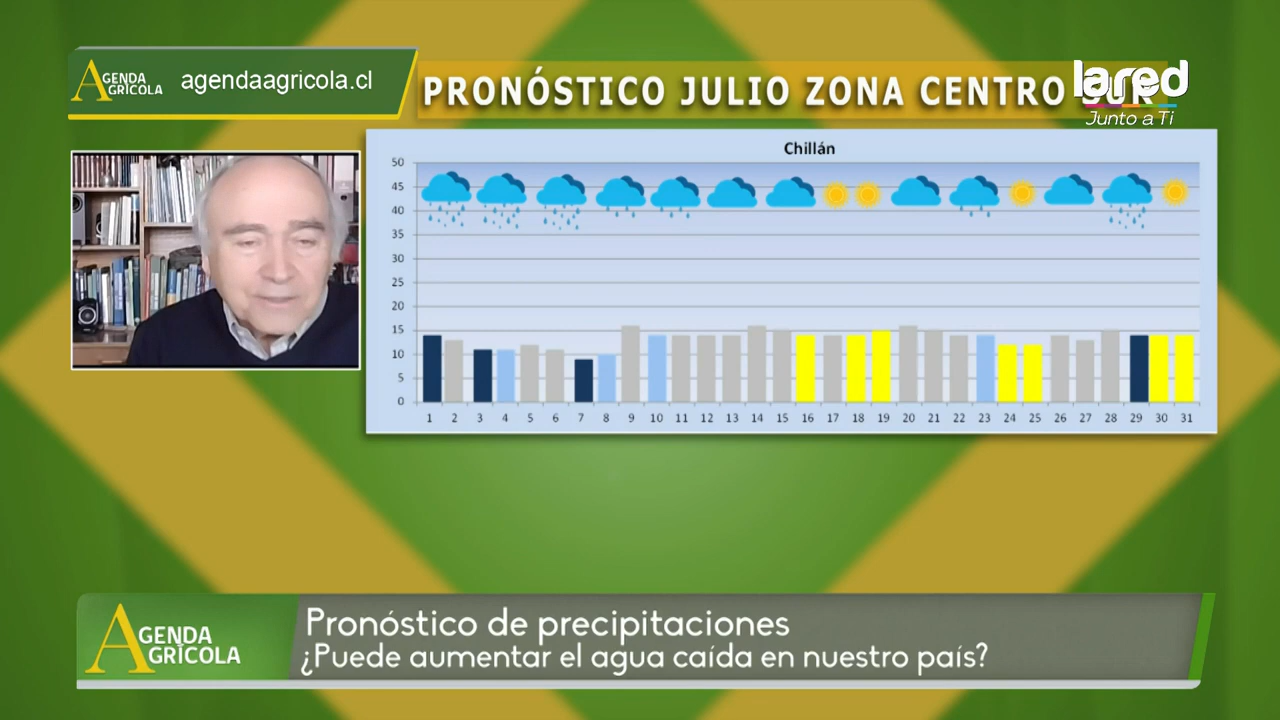 AGENDA
AGRÍCOLA
agendaagricola.cl
PRONÓSTICO JULIO ZONA CENTRO SUR
lared
Junto a Ti
Chillán
50
45
40
35
30
25
20
15
10
5
0
1 2 3 4 5 6 7 8 9 10 11 12 13 14 15 16 17 18 19 20 21 22 23 24 25 26 27 28 29 30 31
AGENDA
AGRÍCOLA
Pronóstico de precipitaciones
¿Puede aumentar el agua caída en nuestro país?